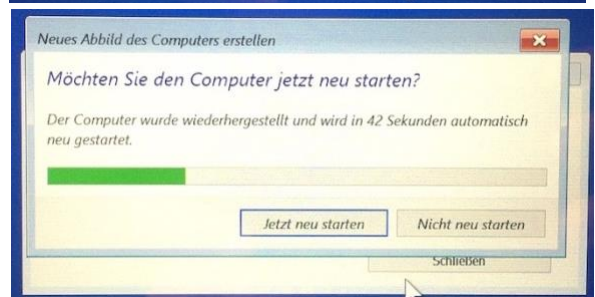 Neues Abbild des Computers erstellen
Möchten Sie den Computer jetzt neu starten?
Der Computer wurde wiederhergestellt und wird in 42 Sekunden automatisch
neu gestartet.
Jetzt neu starten
Nicht neu starten
Schließen